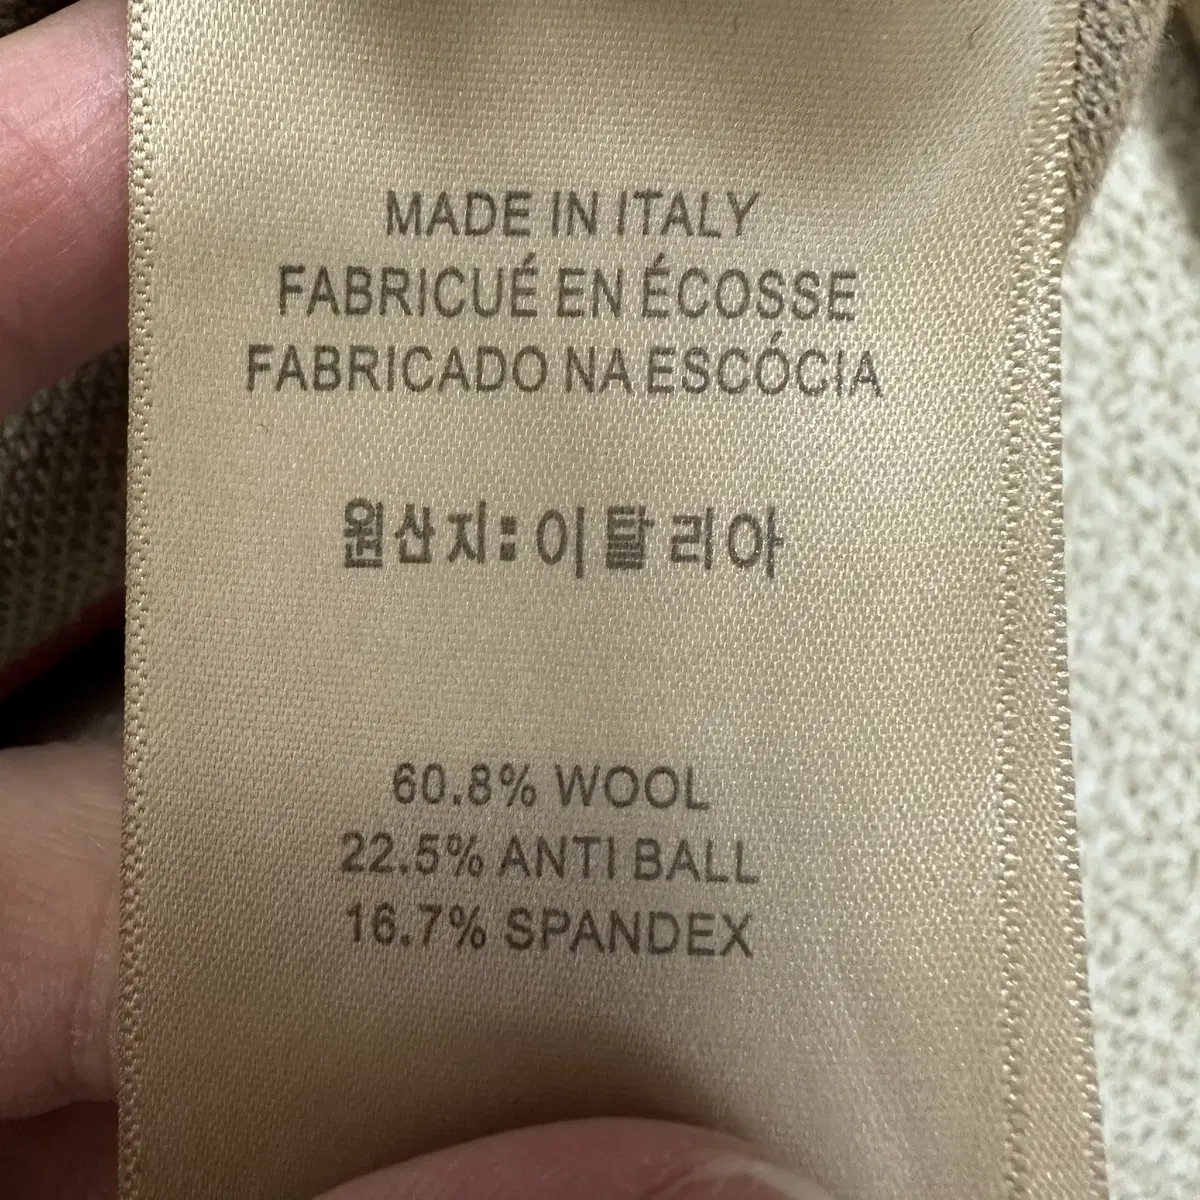 MADE IN ITALY
FABRICUÉ EN ÉCOSSE
FABRICADO NA ESCÓCIA
원산지: 이탈리아
60.8% WOOL
22.5% ANTI BALL
16.7% SPANDEX